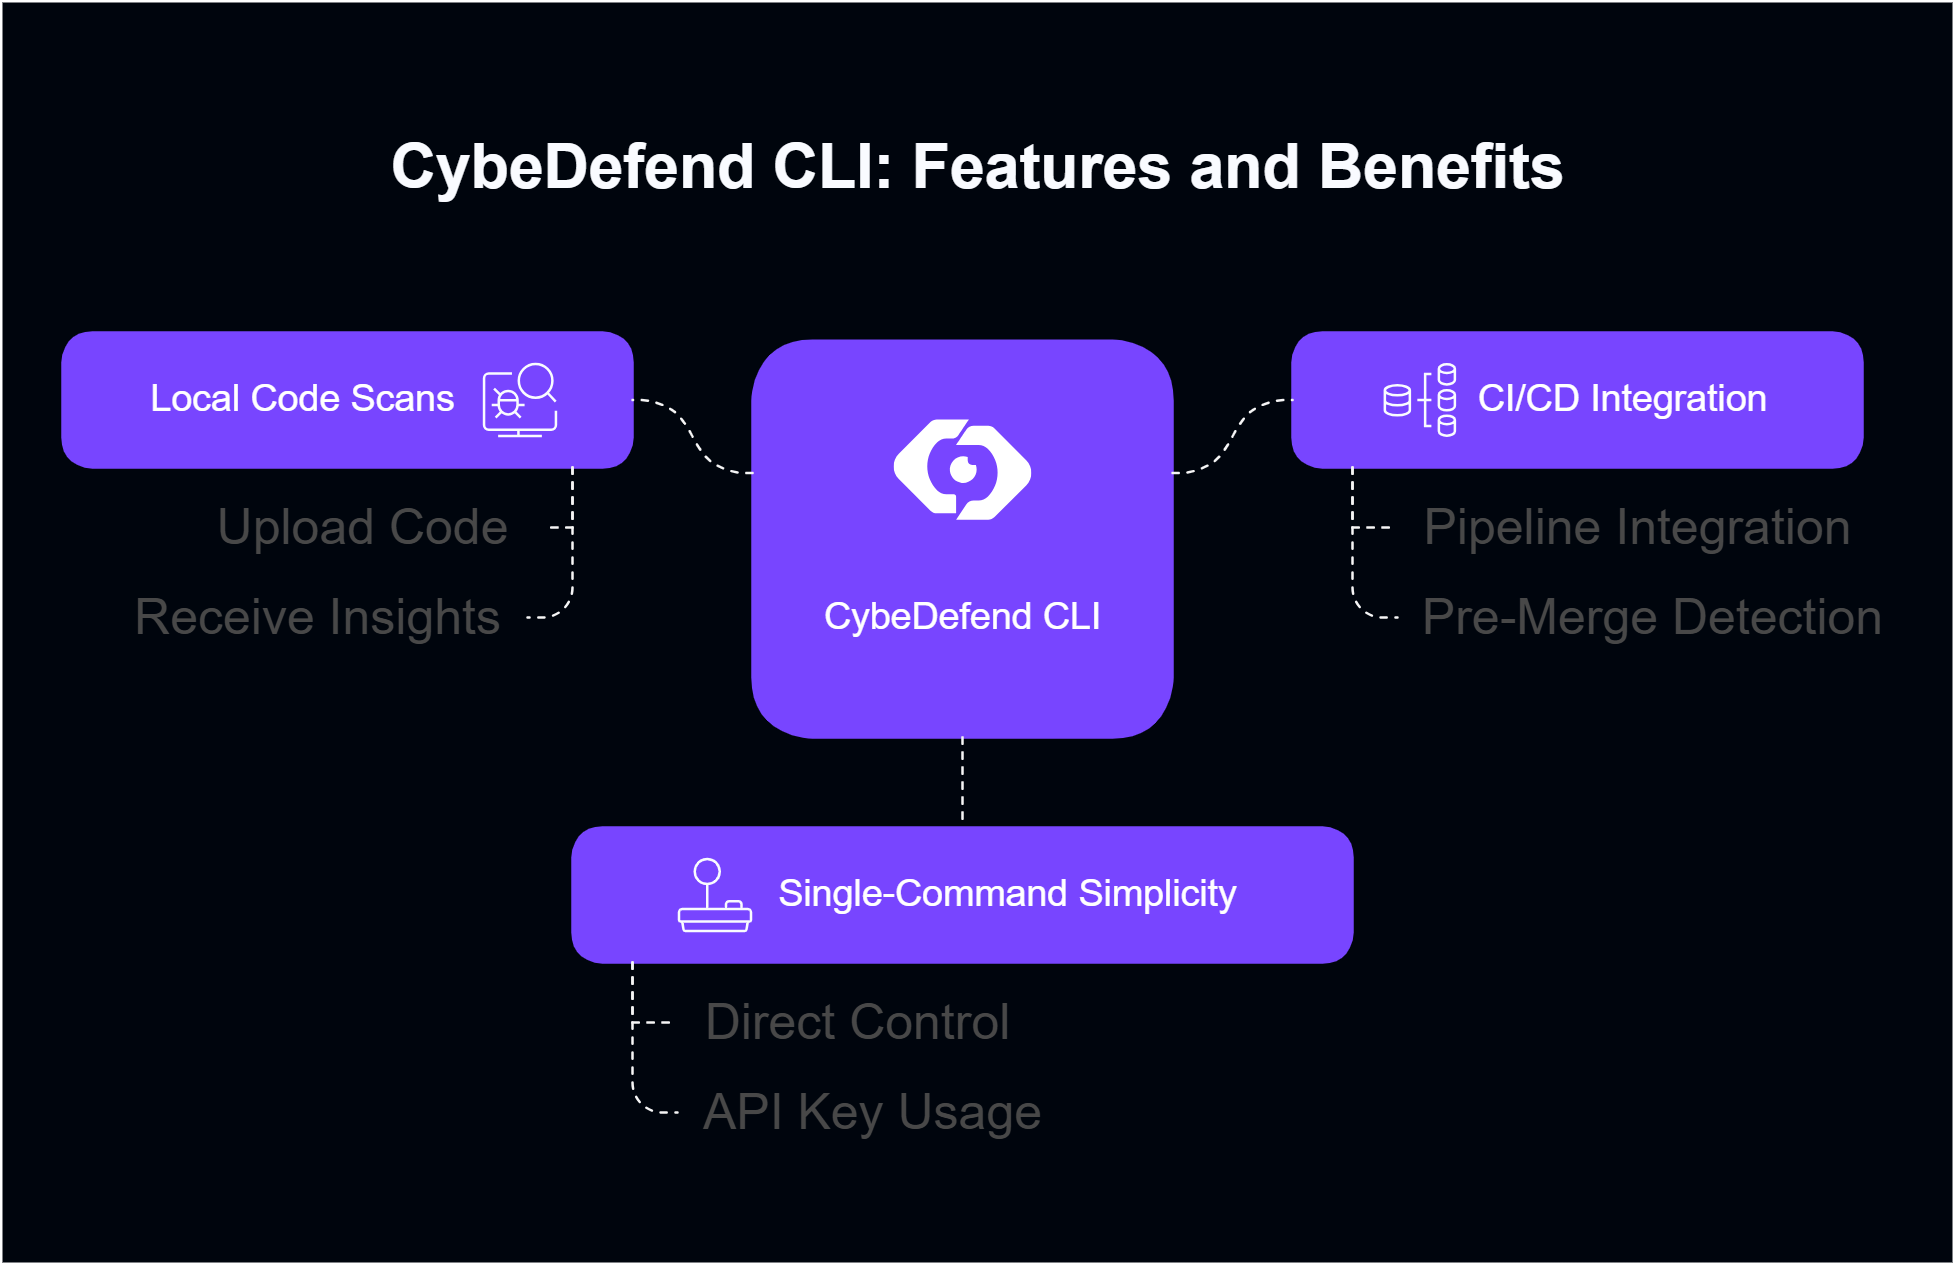 CybeDefend CLI: Features and Benefits
Local Code Scans
Upload Code
Receive Insights
CybeDefend CLI
CI/CD Integration
Pipeline Integration
Pre-Merge Detection
Single-Command Simplicity
Direct Control
API Key Usage